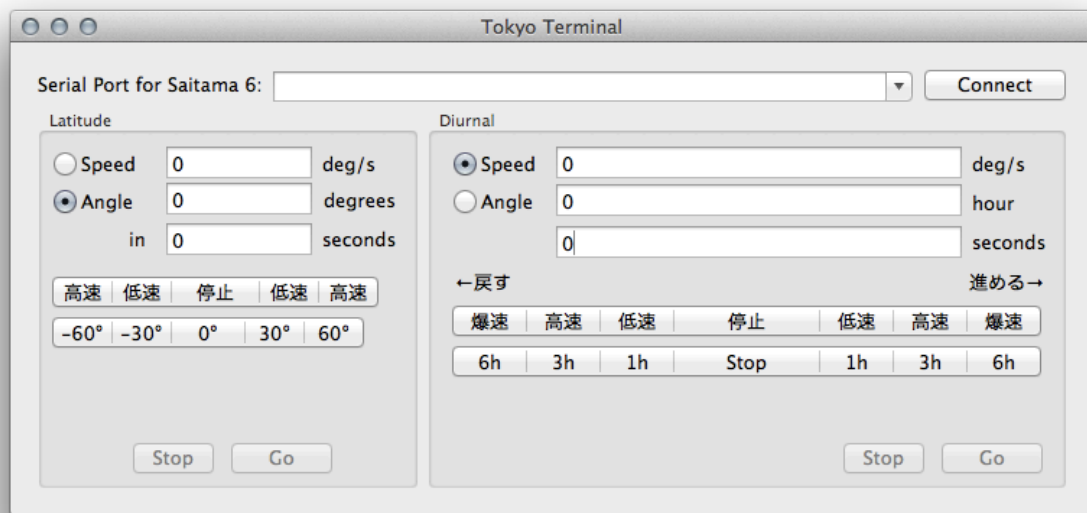 Tokyo Terminal
Serial Port for Saitama 6: Connect
Latitude
Speed 0 deg/s
Angle 0 degrees
in 0 seconds
高速 低速 停止 低速 高速
-60° -30° 0° 30° 60°
Stop Go
Diurnal
Speed 0 deg/s
Angle 0 hour
0 seconds
←戻す 進める→
爆速 高速 低速 停止 低速 高速 爆速
6h 3h 1h Stop 1h 3h 6h
Stop Go